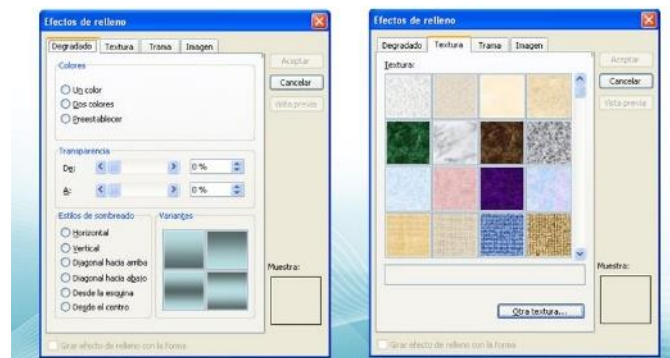 Efectos de relleno
Degradado Textura Trama Imagen
Colores
Un color
Dos colores
Preestablecer
Transparencia
De: 0 %
A: 0 %
Estilos de sombreado
Horizontal
Vertical
Diagonal hacia arriba
Diagonal hacia abajo
Desde la esquina
Desde el centro
Variantes
Aceptar
Cancelar
Vista previa
Muestra:
Girar efecto de relleno con la forma
Efectos de relleno
Degradado Textura Trama Imagen
Textura:
Otra textura...
Aceptar
Cancelar
Vista previa
Muestra:
Girar efecto de relleno con la forma